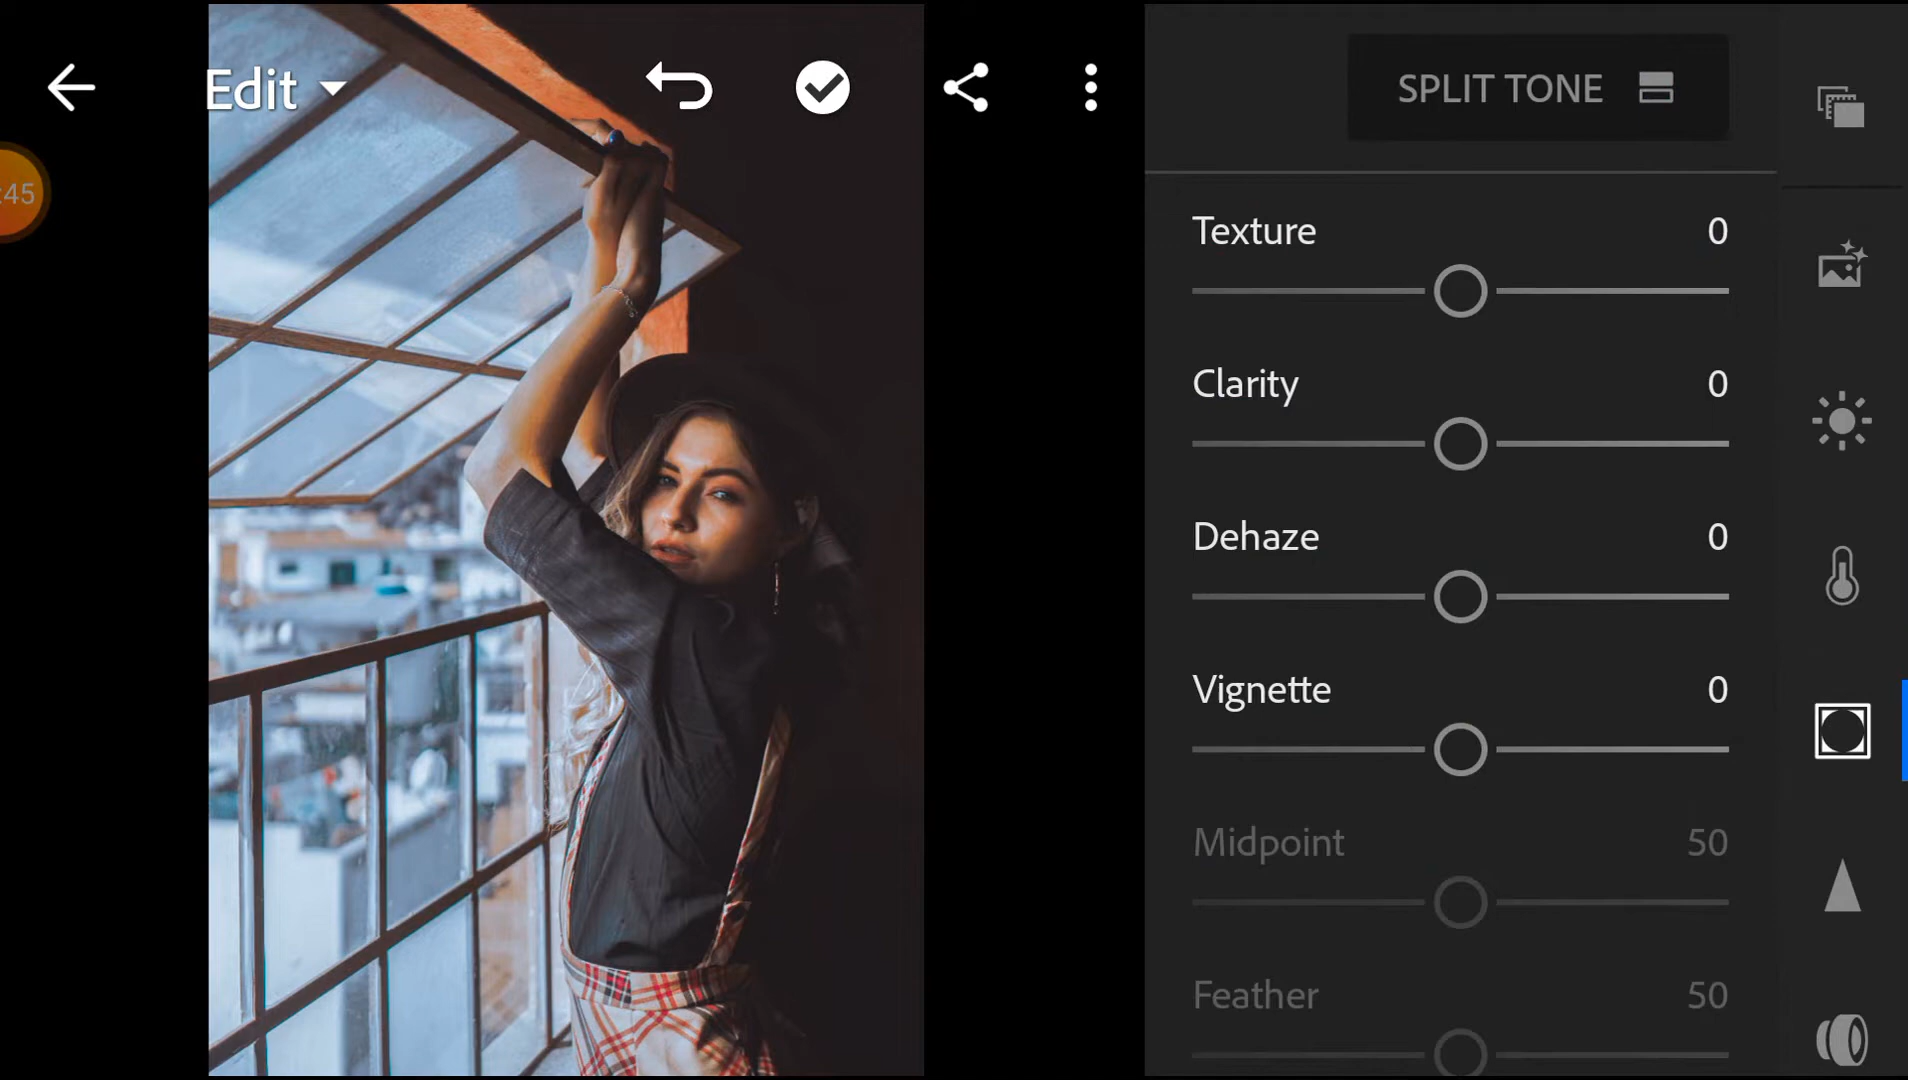 Edit
SPLIT TONE
:45
Texture 0
Clarity 0
Dehaze 0
Vignette 0
Midpoint 50
Feather 50